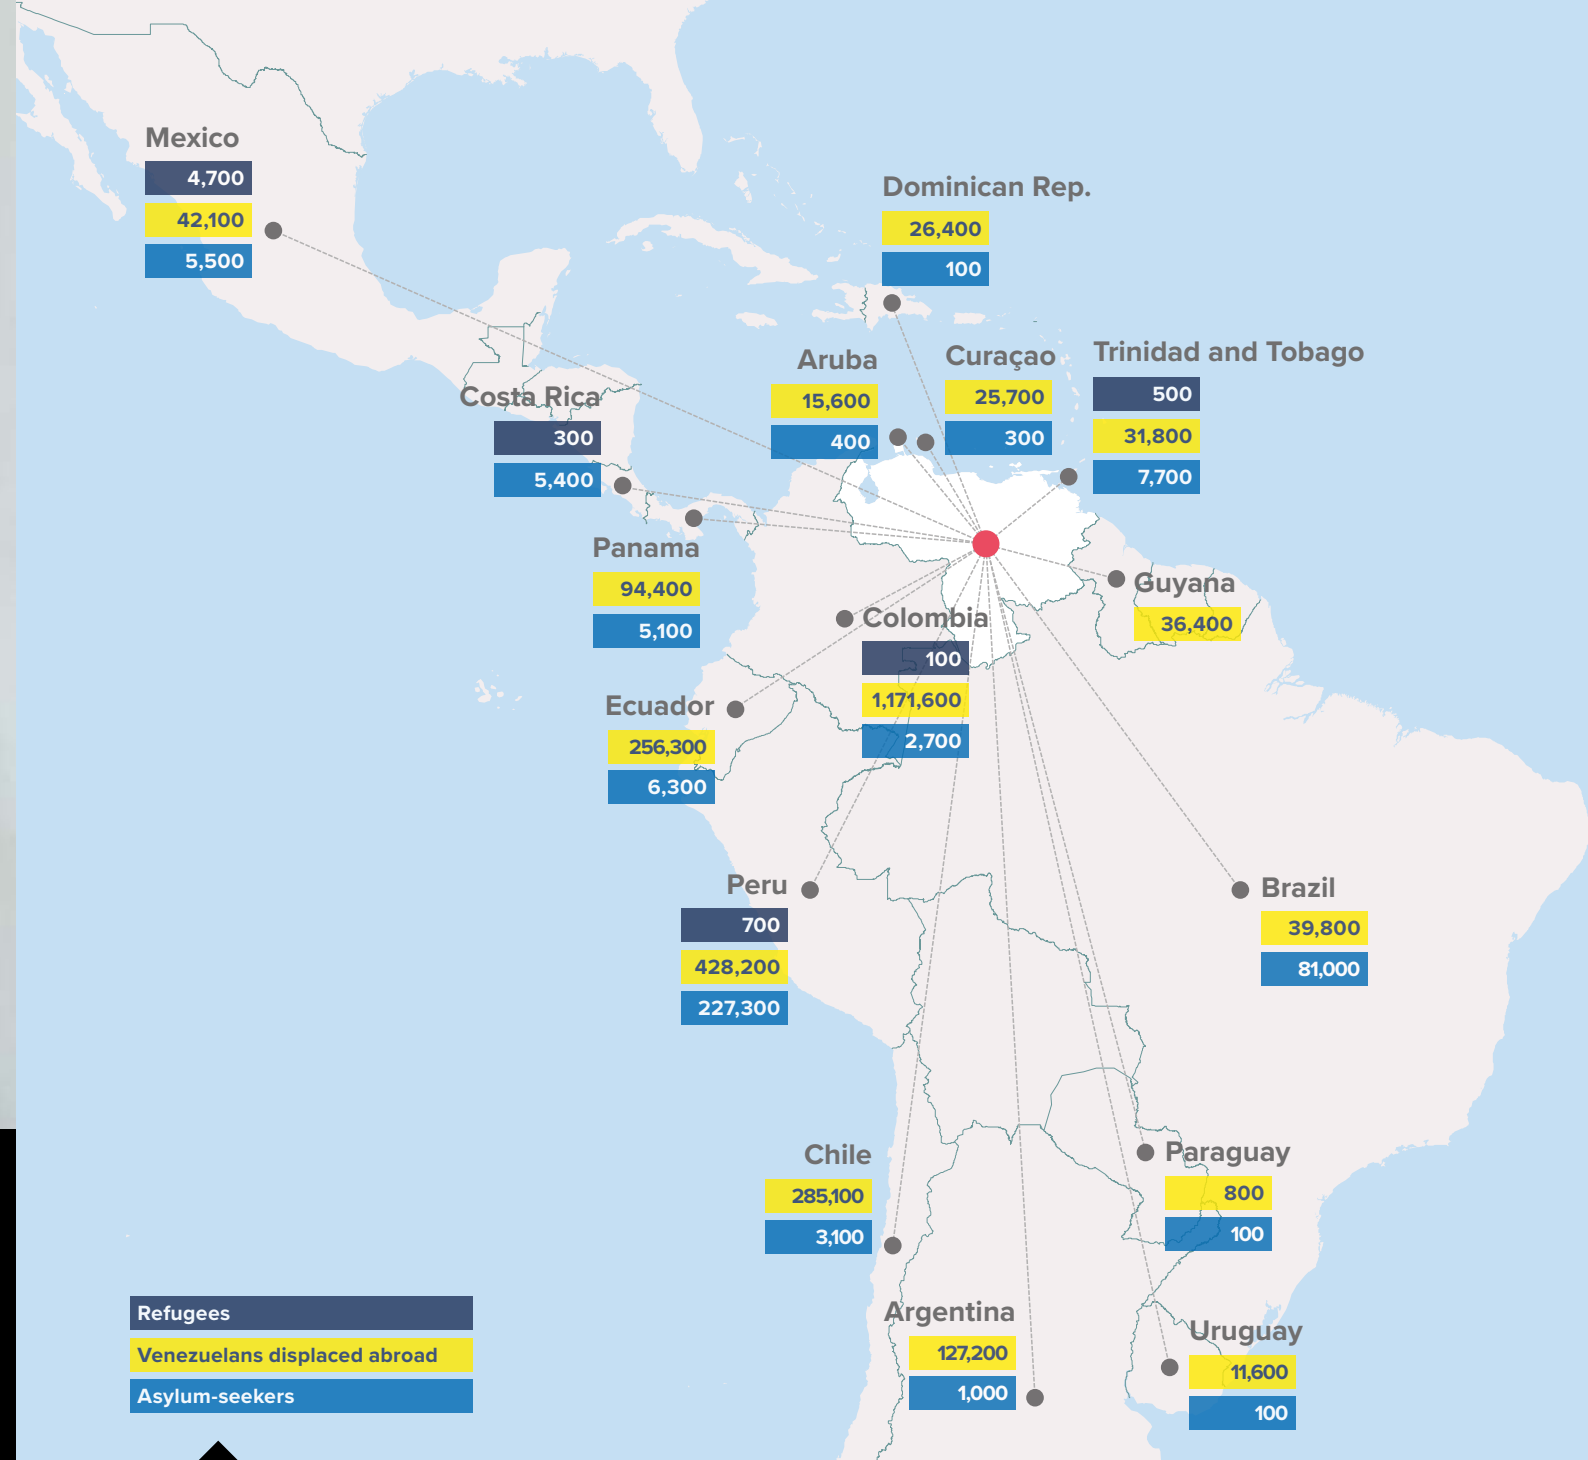 Mexico
4,700
42,100
5,500
Dominican Rep.
26,400
100
Aruba
15,600
400
Curaçao
25,700
300
Trinidad and Tobago
500
31,800
7,700
Costa Rica
300
5,400
Panama
94,400
5,100
Guyana
36,400
Colombia
100
1,171,600
2,700
Ecuador
256,300
6,300
Peru
700
428,200
227,300
Brazil
39,800
81,000
Chile
285,100
3,100
Paraguay
800
100
Argentina
127,200
1,000
Uruguay
11,600
100
Refugees
Venezuelans displaced abroad
Asylum-seekers